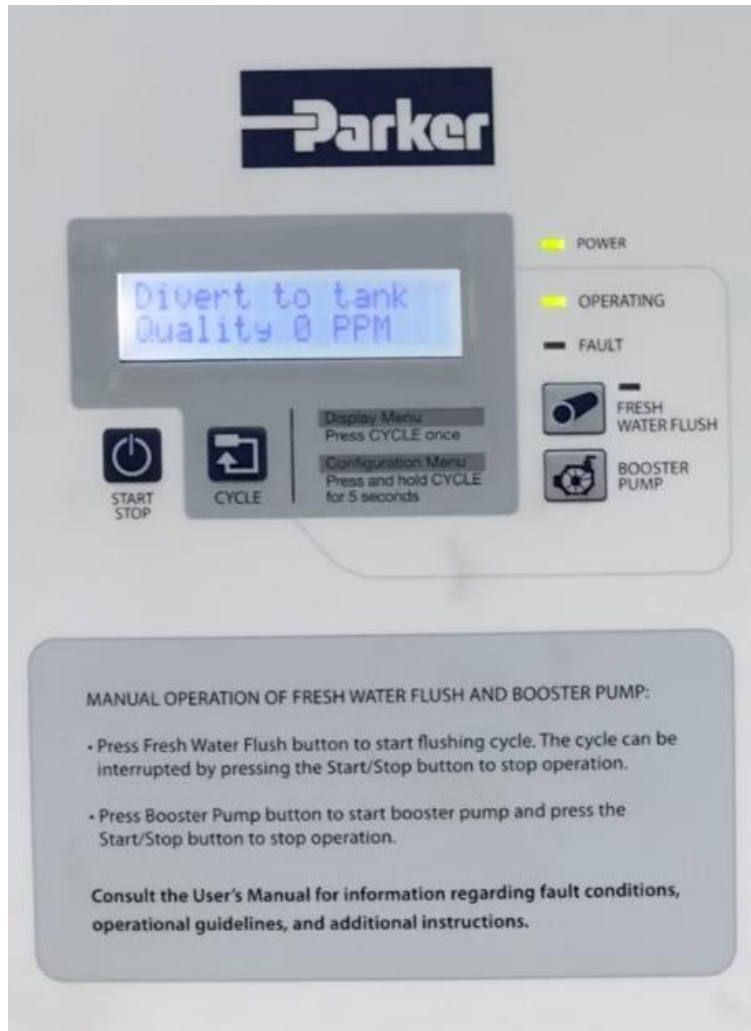 Parker
POWER
Divert to tank
Quality 0 PPM
OPERATING
FAULT
FRESH
WATER FLUSH
Display Menu
Press CYCLE once
Configuration Menu
Press and hold CYCLE
for 5 seconds
START
STOP
CYCLE
BOOSTER
PUMP
MANUAL OPERATION OF FRESH WATER FLUSH AND BOOSTER PUMP:
• Press Fresh Water Flush button to start flushing cycle. The cycle can be
interrupted by pressing the Start/Stop button to stop operation.
• Press Booster Pump button to start booster pump and press the
Start/Stop button to stop operation.
Consult the User's Manual for information regarding fault conditions,
operational guidelines, and additional instructions.